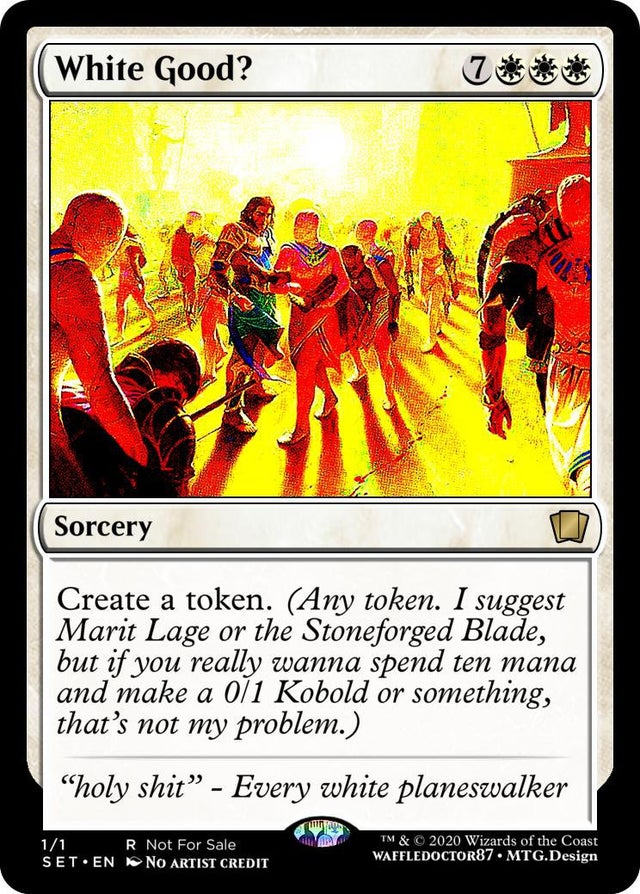 White Good? 7
Sorcery
Create a token. (Any token. I suggest
Marit Lage or the Stoneforged Blade,
but if you really wanna spend ten mana
and make a 0/1 Kobold or something,
that's not my problem.)
“holy shit” - Every white planeswalker
1/1 R Not For Sale ™ & © 2020 Wizards of the Coast
SET • EN No artist credit waffledoctor87 • MTG.Design